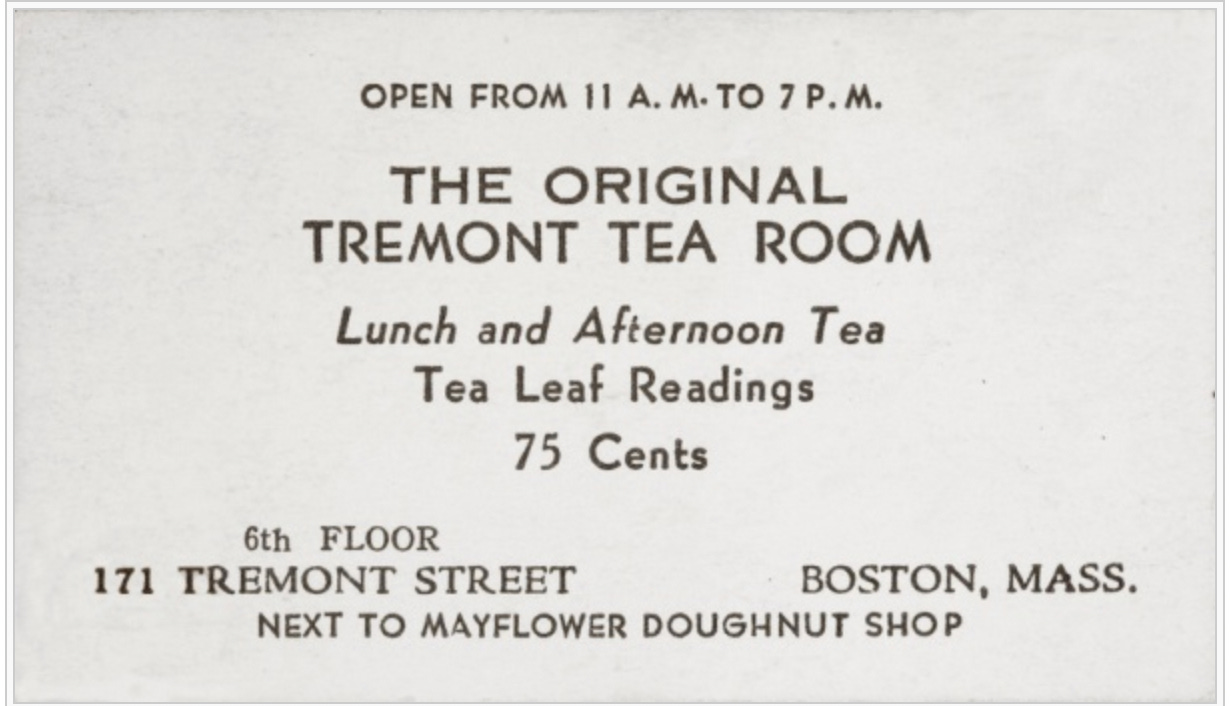 OPEN FROM 11 A. M. TO 7 P. M.
THE ORIGINAL
TREMONT TEA ROOM
Lunch and Afternoon Tea
Tea Leaf Readings
75 Cents
6th FLOOR
171 TREMONT STREET BOSTON, MASS.
NEXT TO MAYFLOWER DOUGHNUT SHOP